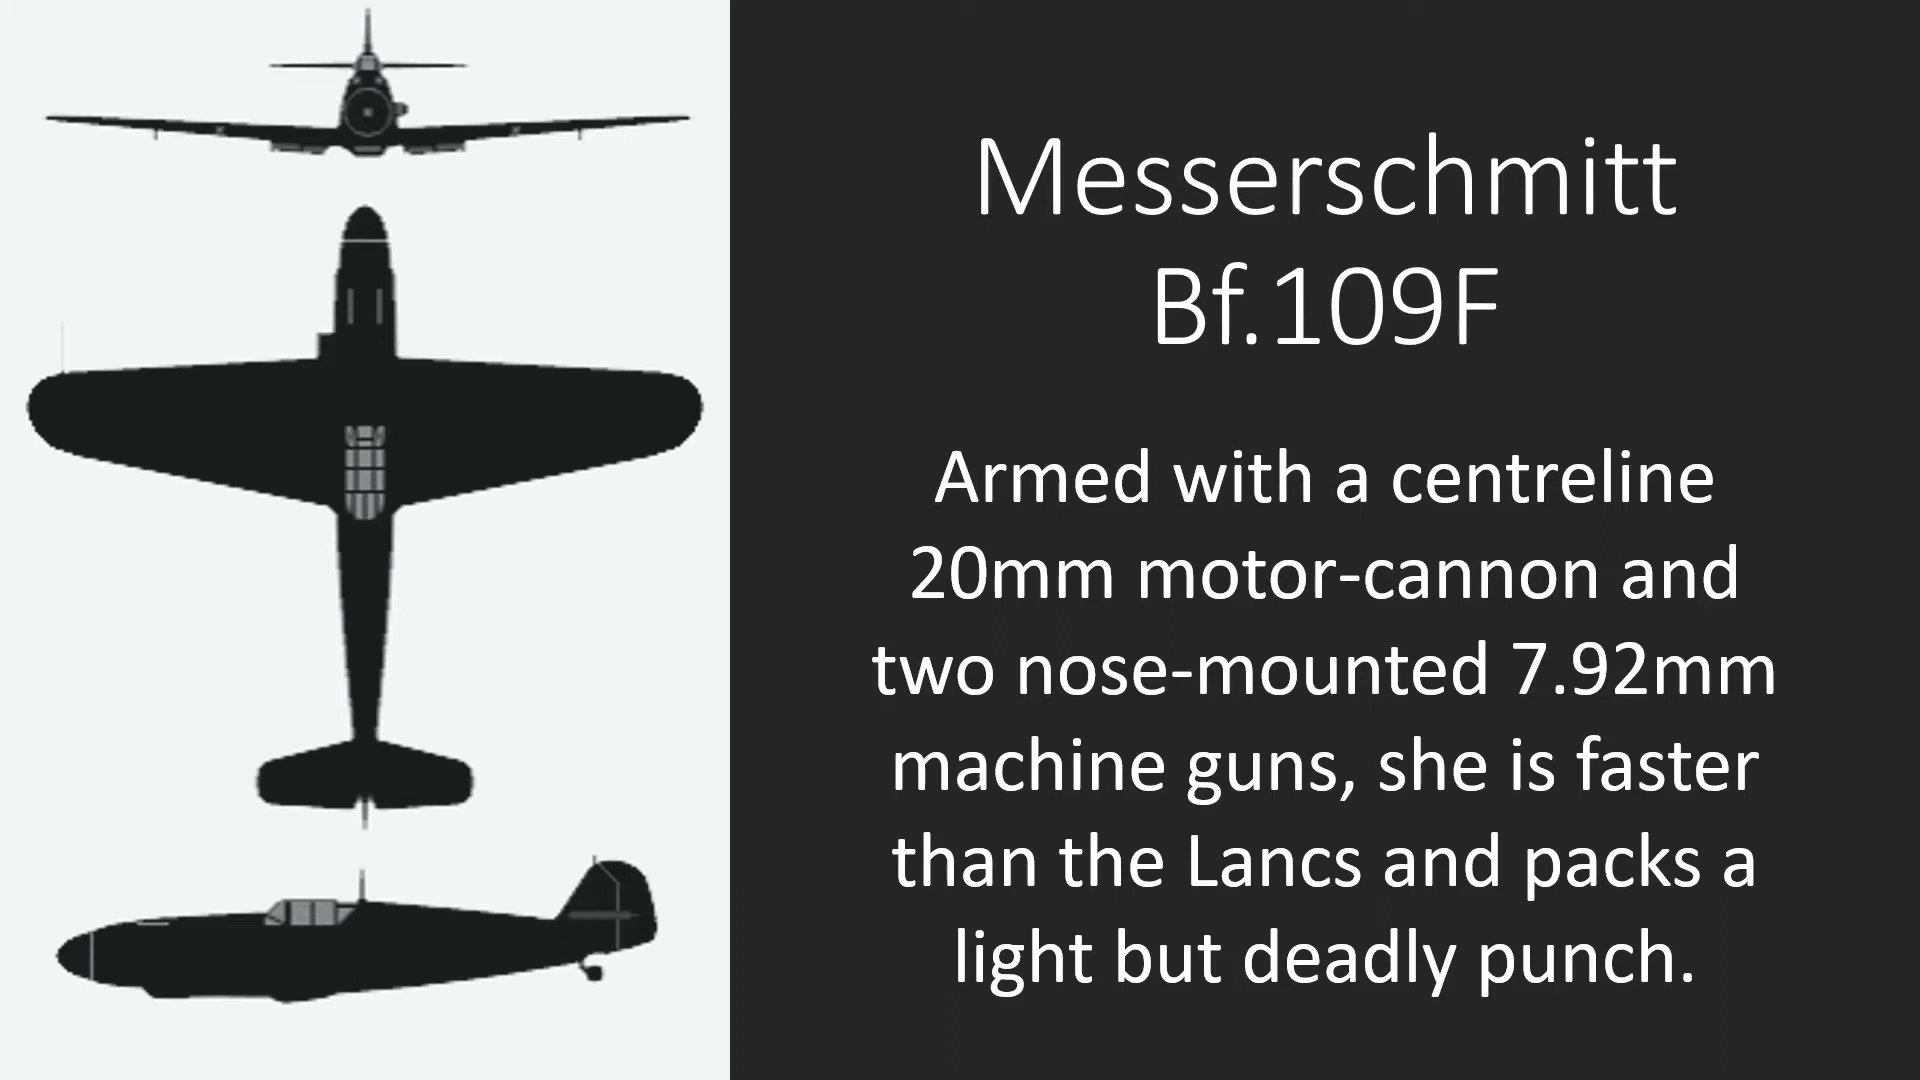 Messerschmitt
Bf.109F
Armed with a centreline
20mm motor-cannon and
two nose-mounted 7.92mm
machine guns, she is faster
than the Lancs and packs a
light but deadly punch.